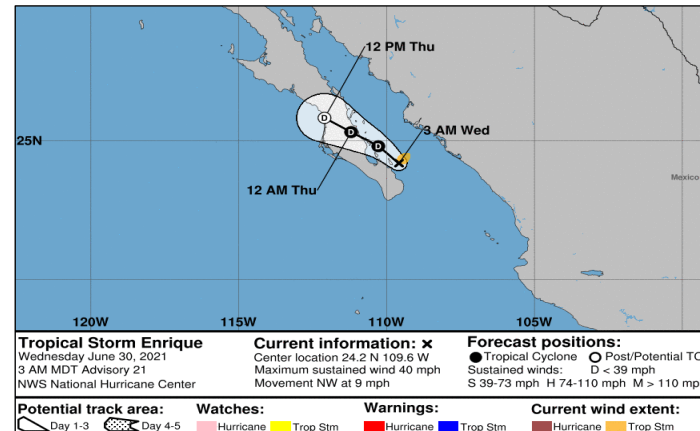 12 PM Thu
D
25N
D
D
3 AM Wed
12 AM Thu
Mexico
120W 115W 110W 105W
Tropical Storm Enrique
Wednesday June 30, 2021
3 AM MDT Advisory 21
NWS National Hurricane Center
Current information: ×
Center location 24.2 N 109.6 W
Maximum sustained wind 40 mph
Movement NW at 9 mph
Forecast positions:
Tropical Cyclone Post/Potential TC
Sustained winds: D < 39 mph
S 39-73 mph H 74-110 mph M > 110 mp
Potential track area:
Day 1-3 Day 4-5
Watches:
Hurricane Trop Stm
Warnings:
Hurricane Trop Stm
Current wind extent:
Hurricane Trop Stm